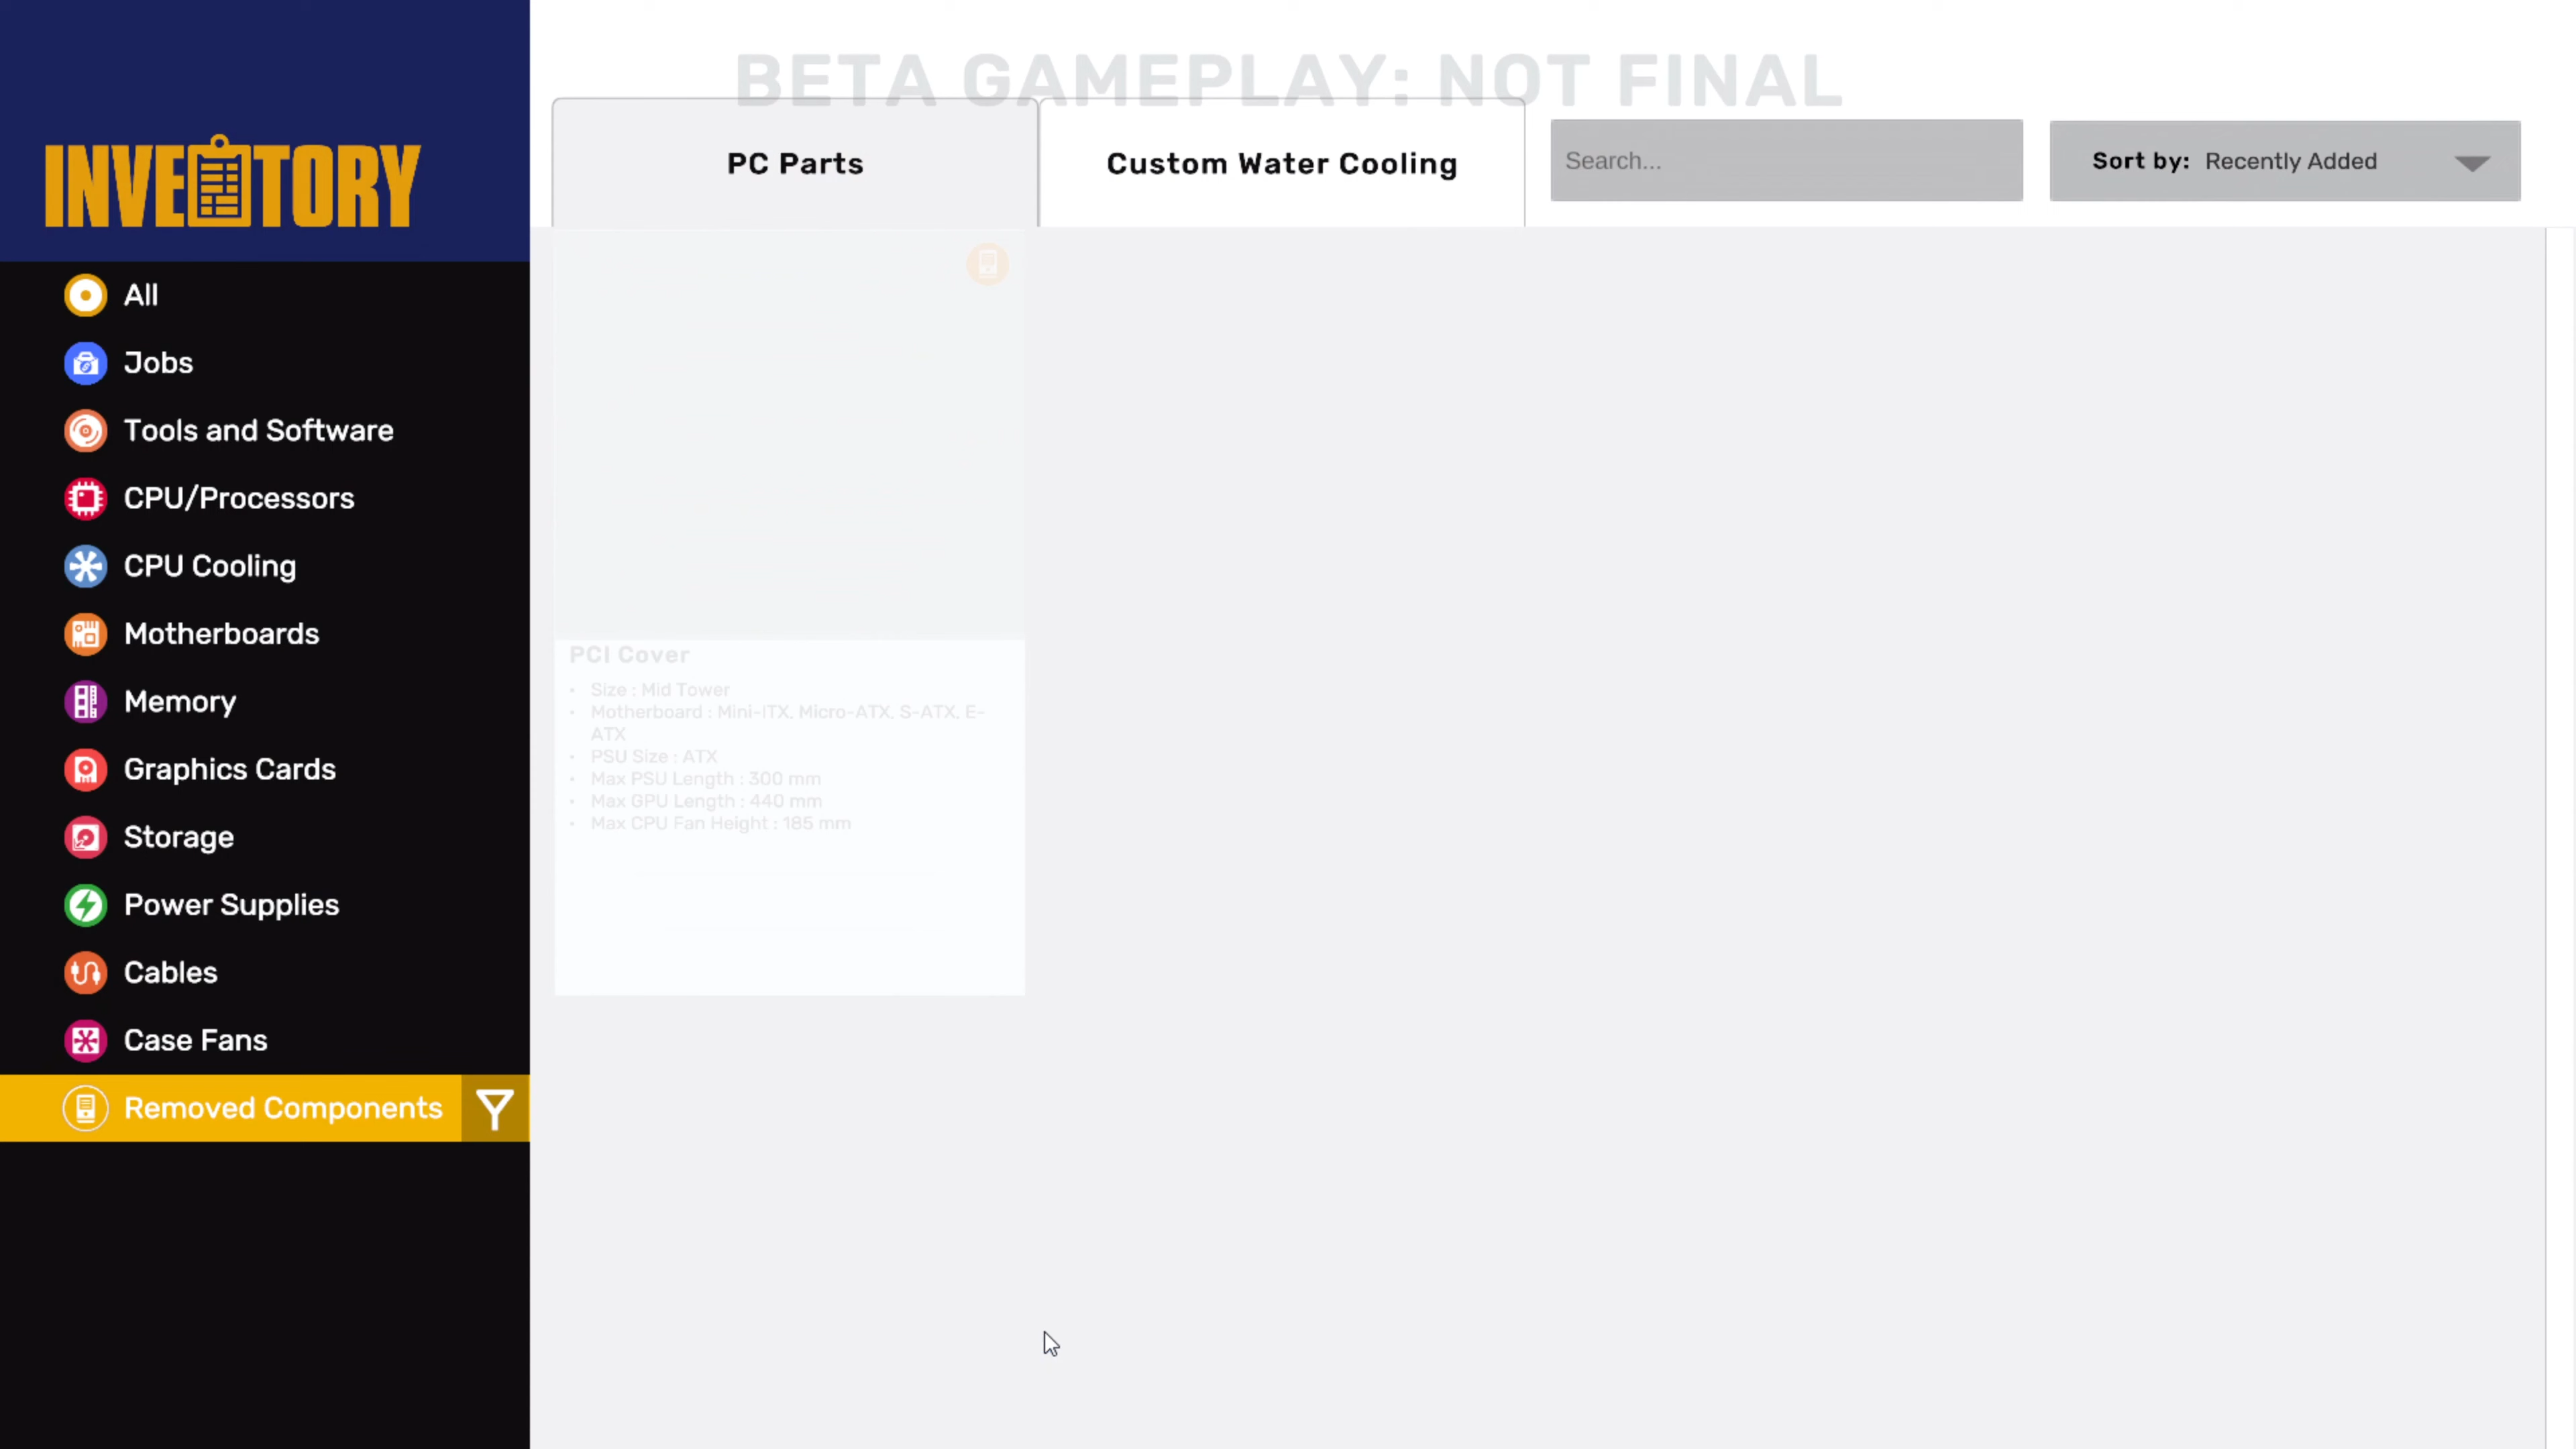 BETA GAMEPLAY: NOT FINAL
INVENTORY
PC Parts
Custom Water Cooling
Search...
Sort by: Recently Added
All
Jobs
Tools and Software
CPU/Processors
CPU Cooling
Motherboards
Memory
Graphics Cards
Storage
Power Supplies
Cables
Case Fans
Removed Components
PCI Cover
• Size : Mid Tower
• Motherboard : Mini-ITX, Micro-ATX, S-ATX, E-
ATX
• PSU Size : ATX
• Max PSU Length : 300 mm
• Max GPU Length : 440 mm
• Max CPU Fan Height : 185 mm